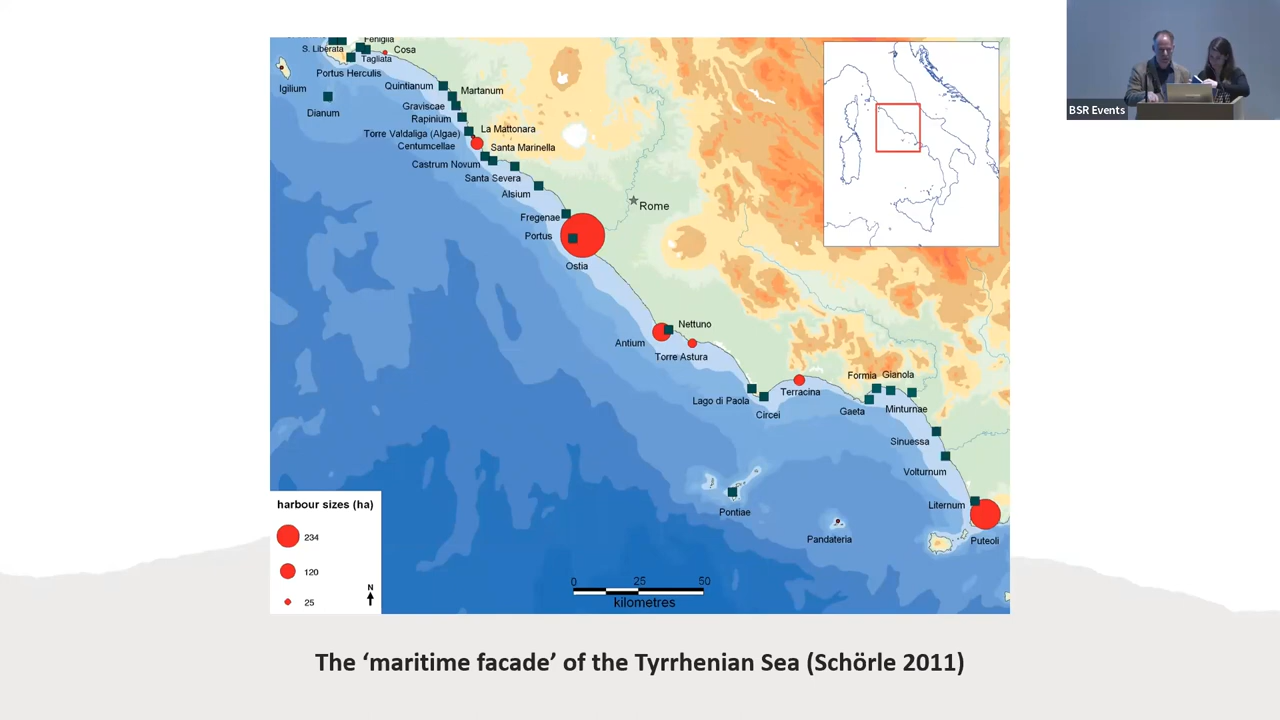 Feniglia
S. Liberata
Cosa
Tagliata
Portus Herculis
Igilium
Quintianum
Martanum
Dianum
Graviscae
Rapinium
La Mattonara
Torre Valdaliga (Algae)
Centumcellae
Santa Marinella
Castrum Novum
Santa Severa
Alsium
Rome
Fregenae
Portus
Ostia
Nettuno
Antium
Torre Astura
Formia Gianola
Lago di Paola
Terracina
Circei
Gaeta
Minturnae
Sinuessa
Volturnum
Liternum
Pontiae
Pandateria
Puteoli
harbour sizes (ha)
234
120
25
N
0 25 50
kilometres
BSR Events
The ‘maritime facade’ of the Tyrrhenian Sea (Schörle 2011)